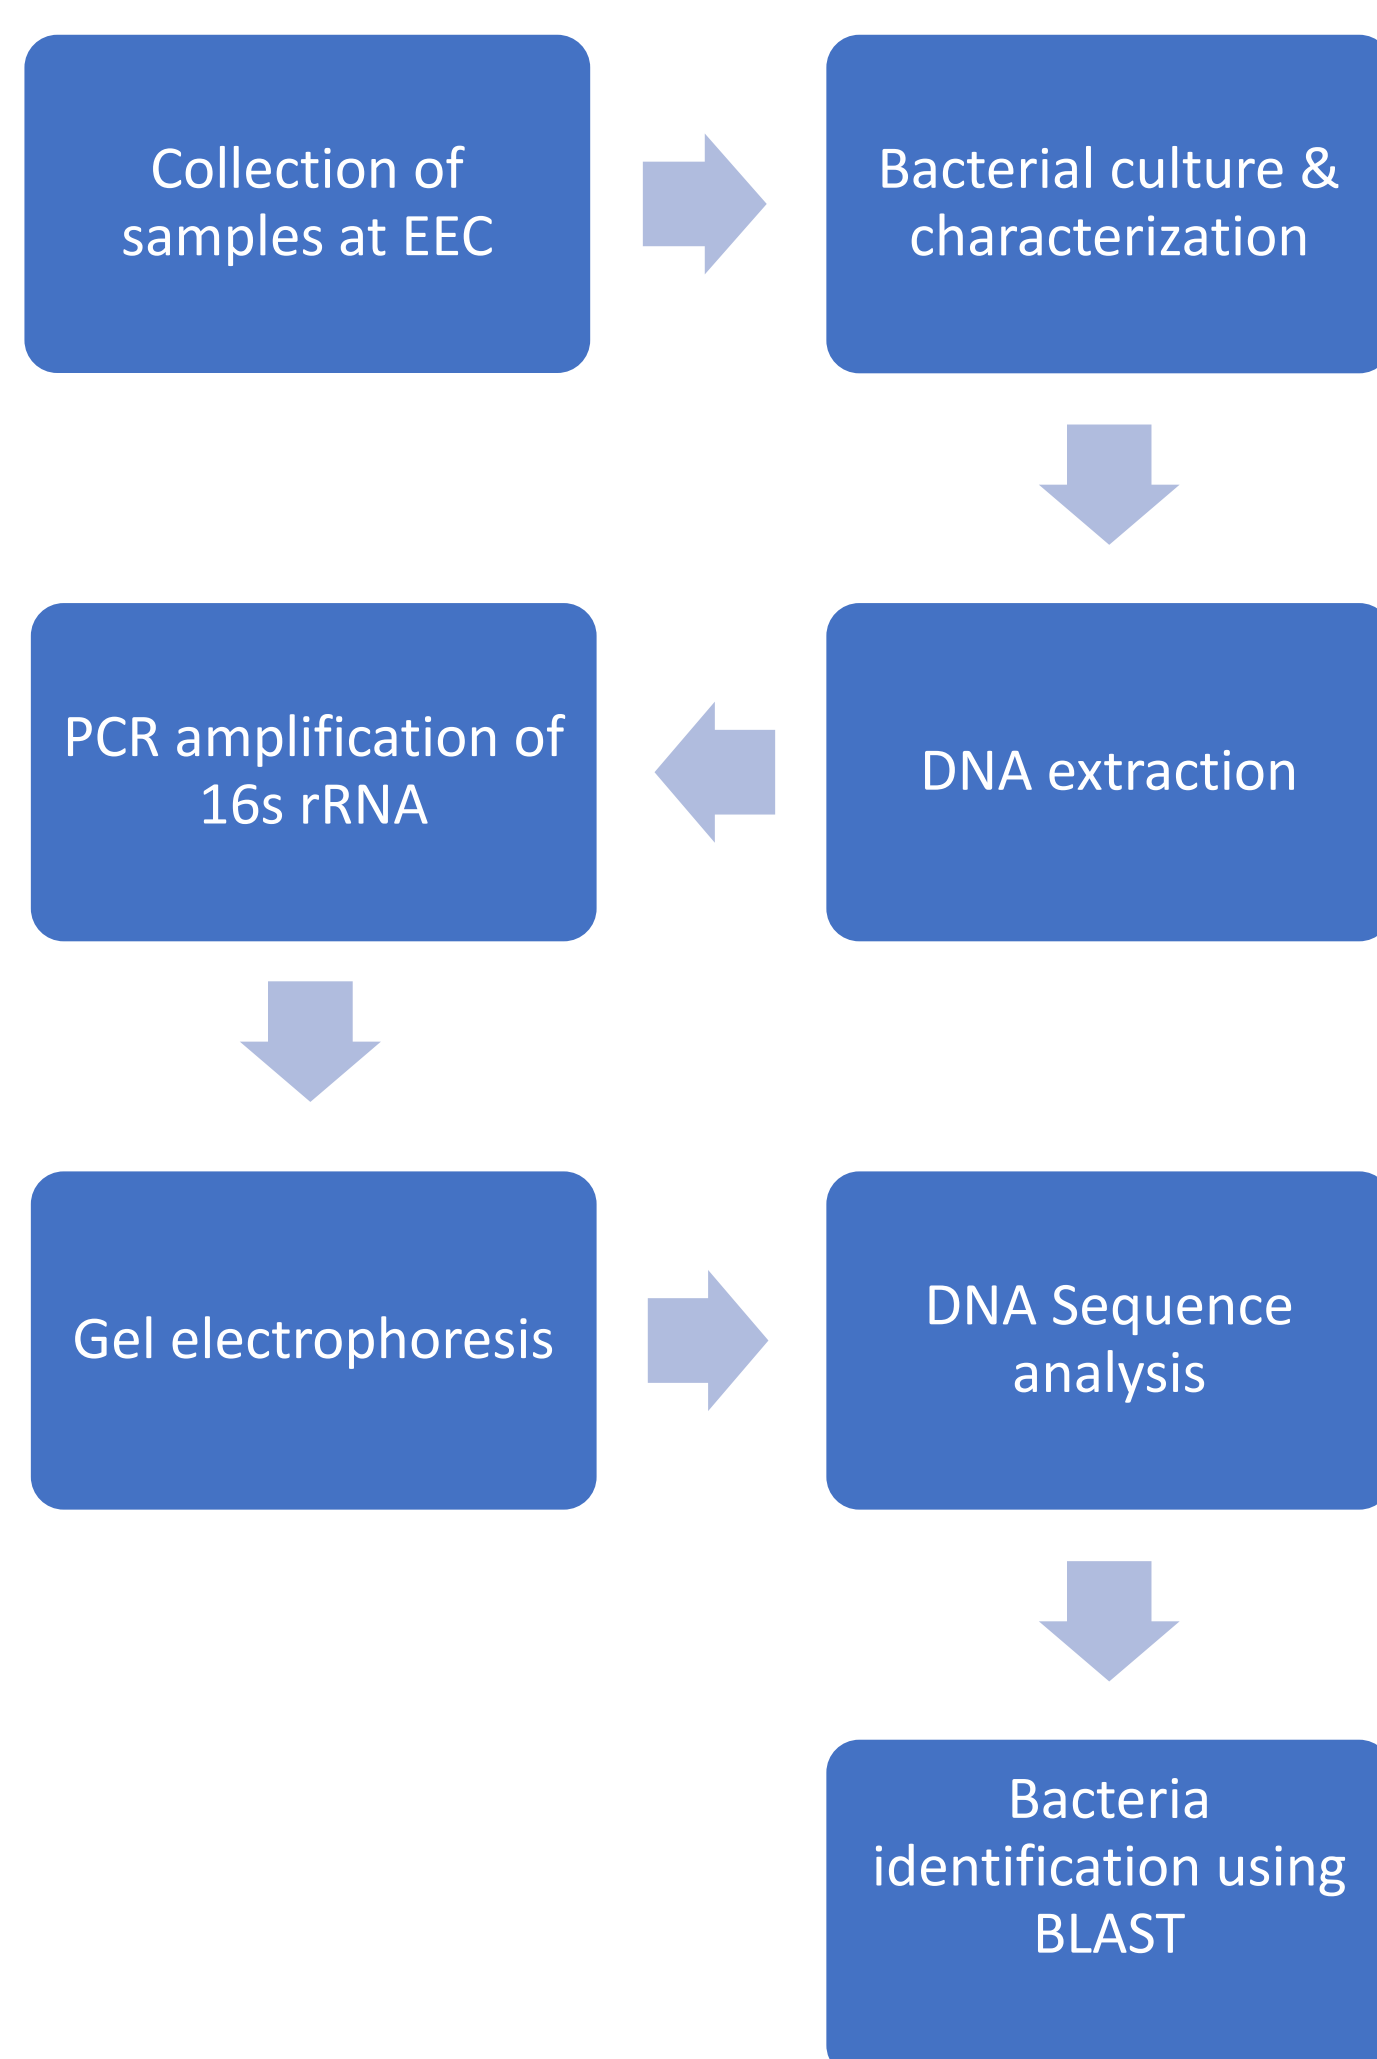 Collection of
samples at EEC
Bacterial culture &
characterization
DNA extraction
PCR amplification of
16s rRNA
Gel electrophoresis
DNA Sequence
analysis
Bacteria
identification using
BLAST